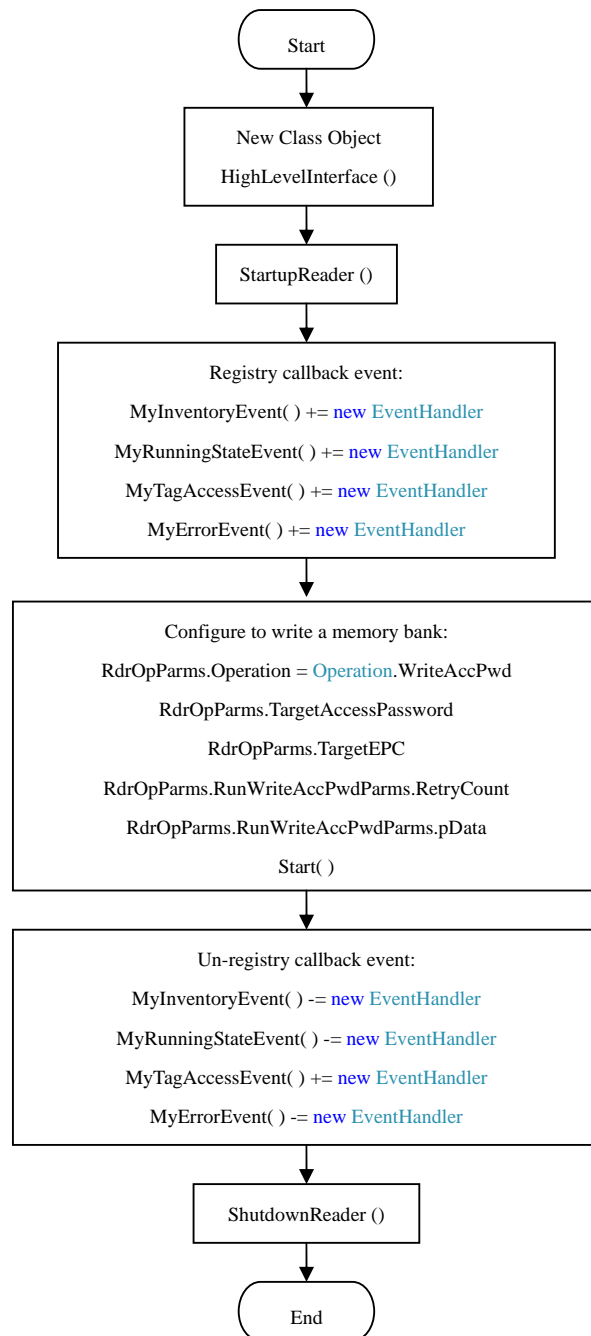 Start
New Class Object
HighLevelInterface ()
StartupReader ()
Registry callback event:
MyInventoryEvent( ) += new EventHandler
MyRunningStateEvent( ) += new EventHandler
MyTagAccessEvent( ) += new EventHandler
MyErrorEvent( ) += new EventHandler
Configure to write a memory bank:
RdrOpParms.Operation = Operation.WriteAccPwd
RdrOpParms.TargetAccessPassword
RdrOpParms.TargetEPC
RdrOpParms.RunWriteAccPwdParms.RetryCount
RdrOpParms.RunWriteAccPwdParms.pData
Start( )
Un-registry callback event:
MyInventoryEvent( ) -= new EventHandler
MyRunningStateEvent( ) -= new EventHandler
MyTagAccessEvent( ) += new EventHandler
MyErrorEvent( ) -= new EventHandler
ShutdownReader ()
End